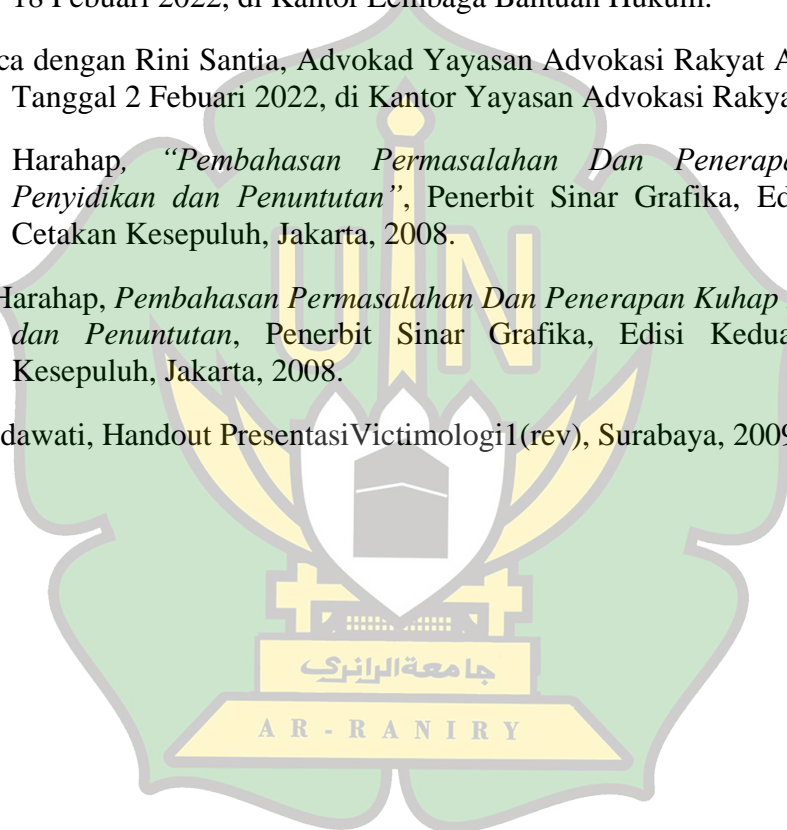 18 Febuari 2022, di Kantor Lembaga Bantuan Hukum.
ca dengan Rini Santia, Advokad Yayasan Advokasi Rakyat A
Tanggal 2 Febuari 2022, di Kantor Yayasan Advokasi Rakya
Harahap, “Pembahasan Permasalahan Dan Penerapa
Penyidikan dan Penuntutan”, Penerbit Sinar Grafika, Ed
Cetakan Kesepuluh, Jakarta, 2008.
Harahap, Pembahasan Permasalahan Dan Penerapan Kuhap
dan Penuntutan, Penerbit Sinar Grafika, Edisi Kedua
Kesepuluh, Jakarta, 2008.
dawati, Handout PresentasiVictimologi1(rev), Surabaya, 2009
UIN
جامعةالرانري
AR-RANIRY